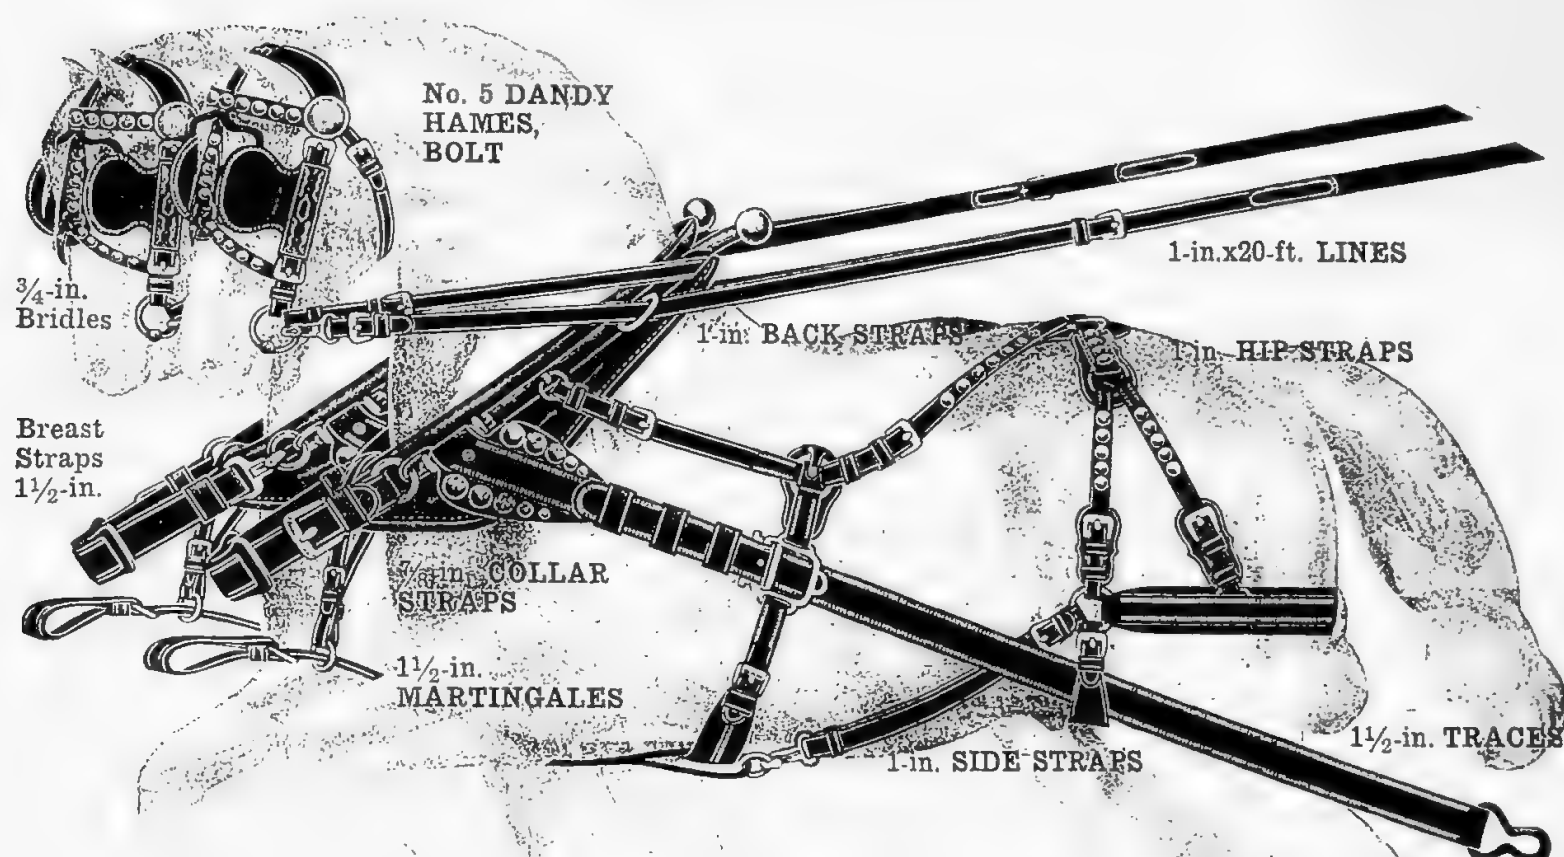 No. 5 DANDY
HAMES,
BOLT
1-in.x20-ft. LINES
¾-in.
Bridles
1-in. BACK STRAPS
1-in. HIP STRAPS
Breast
Straps
1½-in.
⅞-in. COLLAR
STRAPS
1½-in.
MARTINGALES
1½-in. TRACES
1-in. SIDE STRAPS